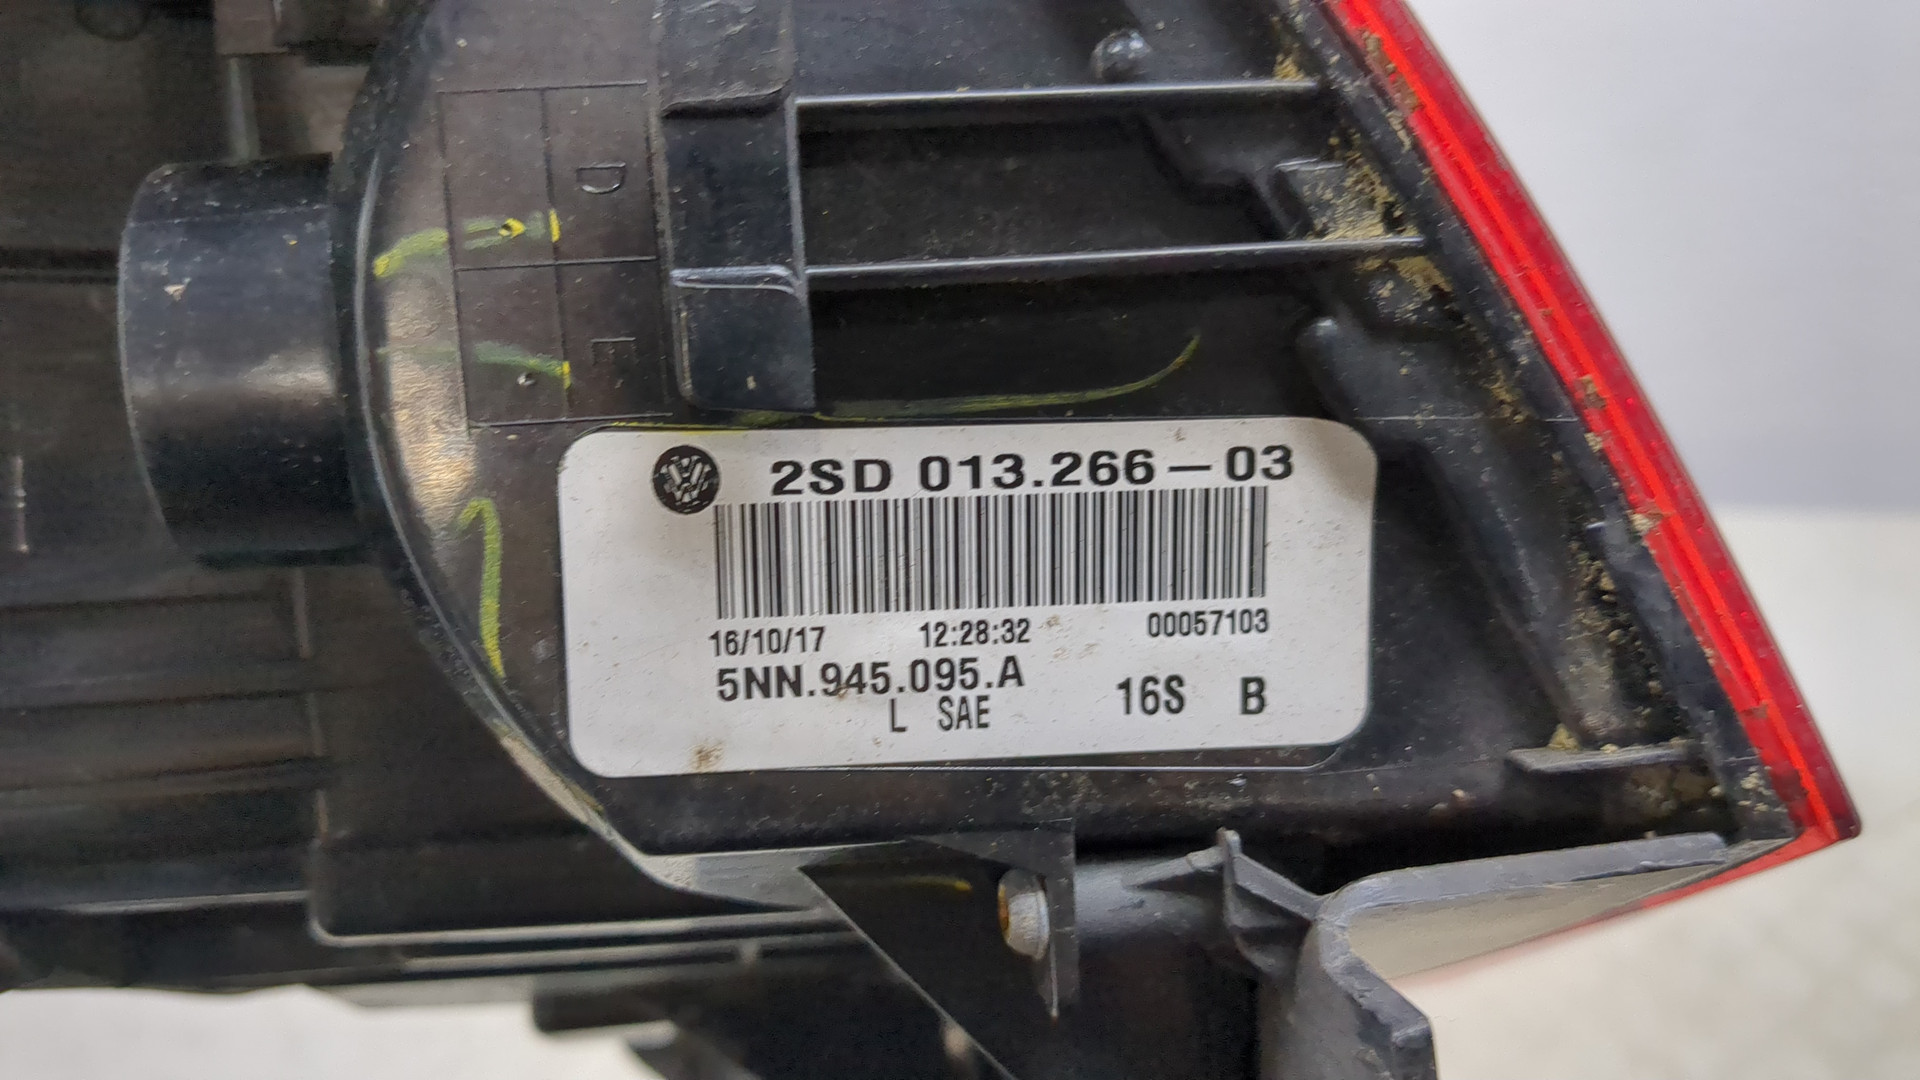 D
E
2SD 013.266-03
16/10/17 12:28:32 00057103
5NN.945.095.A
L SAE 16S B